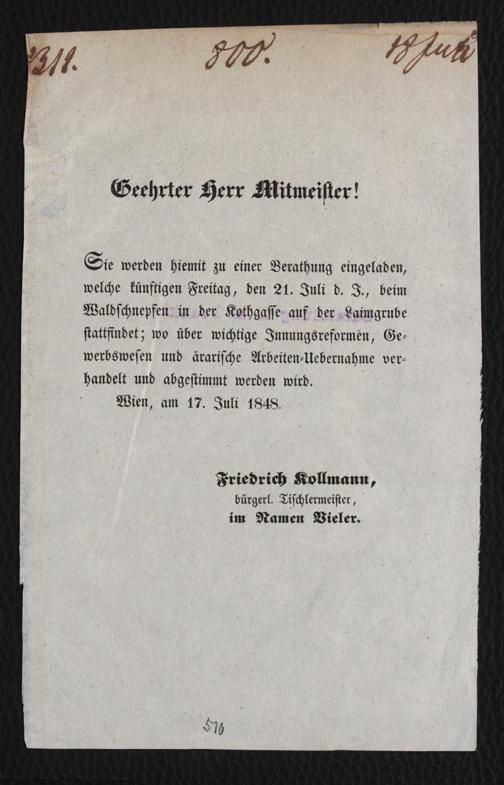 311. 800. 18 Juli
Geehrter Herr Mitmeister!
Sie werden hiemit zu einer Berathung eingeladen,
welche künftigen Freitag, den 21. Juli d. J., beim
Waldschnepfen in der Kothgasse auf der Laimgrube
stattfindet; wo über wichtige Innungsreformen, Ge-
werbswesen und ärarische Arbeiten-Uebernahme ver-
handelt und abgestimmt werden wird.
Wien, am 17. Juli 1848.
Friedrich Kollmann,
bürgerl. Tischlermeister,
im Namen Vieler.
510